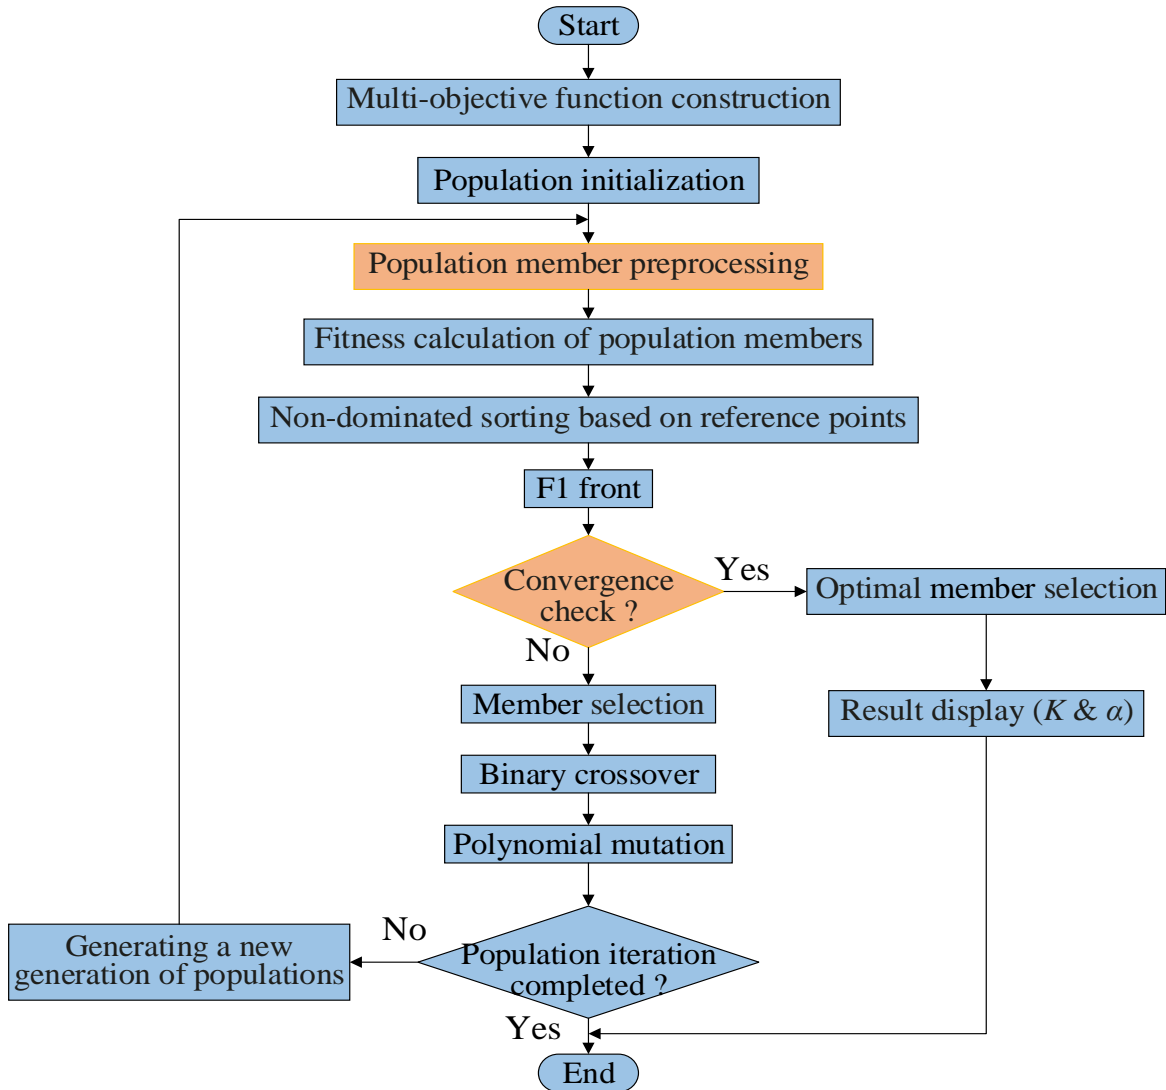 Start
Multi-objective function construction
Population initialization
Population member preprocessing
Fitness calculation of population members
Non-dominated sorting based on reference points
F1 front
Convergence
check ?
Yes
Optimal member selection
No
Member selection
Result display (K & α)
Binary crossover
Polynomial mutation
Population iteration
completed ?
No
Generating a new
generation of populations
Yes
End